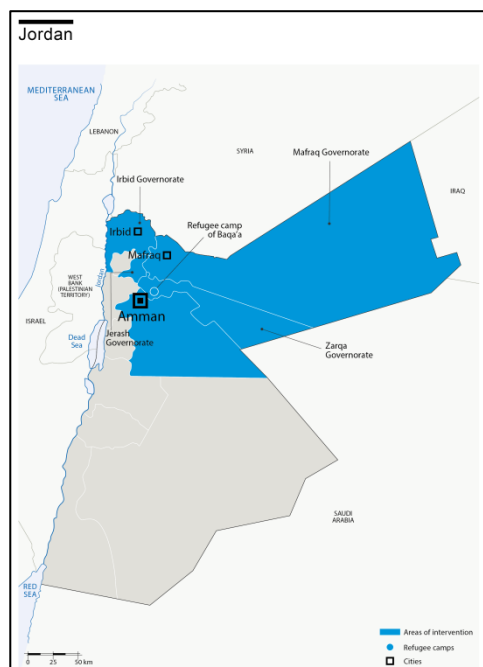 Jordan
MEDITERRANEAN
SEA
LEBANON
SYRIA
Mafraq Governorate
IRAQ
Irbid Governorate
Irbid
Refugee camp
of Baqa'a
Mafraq
WEST
BANK
(PALESTINIAN
TERRITORY)
Jordan
Amman
ISRAEL
Dead
Sea
Jerash
Governorate
Zarqa
Governorate
SAUDI
ARABIA
RED
SEA
0 25 50 km
Areas of intervention
Refugee camps
Cities